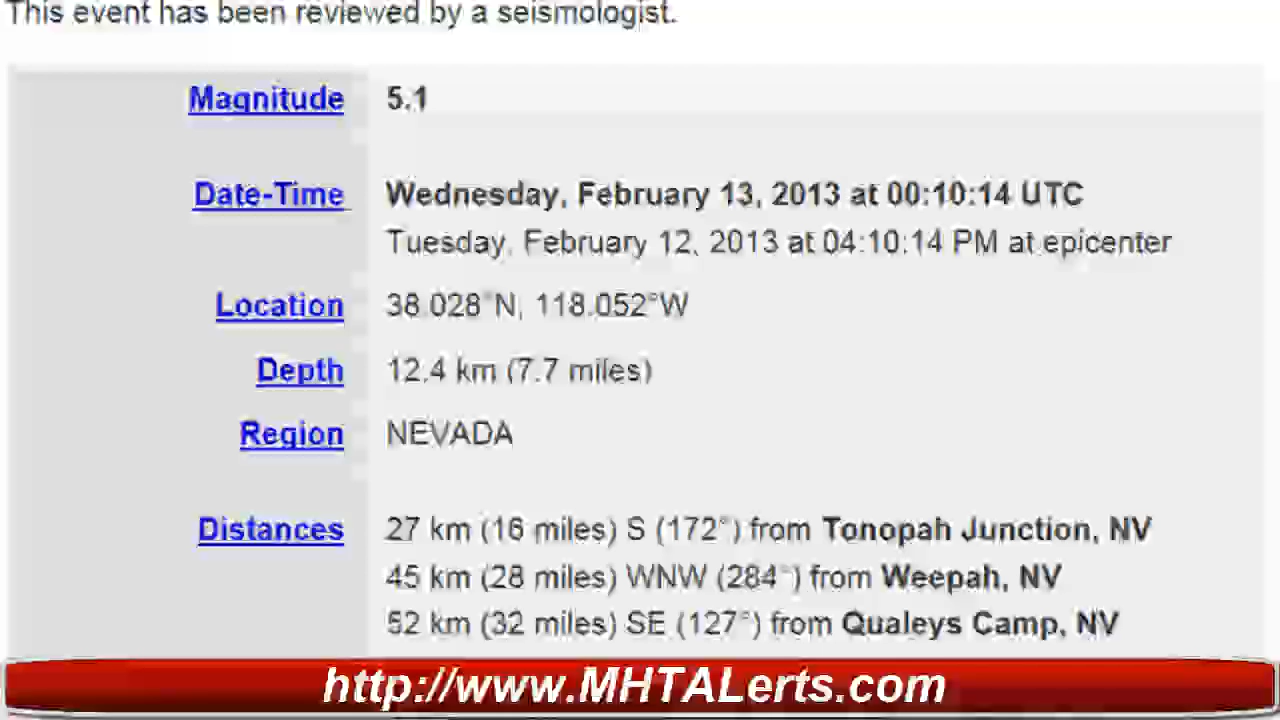 This event has been reviewed by a seismologist.
Magnitude 5.1
Date-Time Wednesday, February 13, 2013 at 00:10:14 UTC
Tuesday, February 12, 2013 at 04:10:14 PM at epicenter
Location 38.028°N, 118.052°W
Depth 12.4 km (7.7 miles)
Region NEVADA
Distances 27 km (16 miles) S (172°) from Tonopah Junction, NV
45 km (28 miles) WNW (284°) from Weepah, NV
52 km (32 miles) SE (127°) from Qualeys Camp, NV
http://www.MHTALerts.com